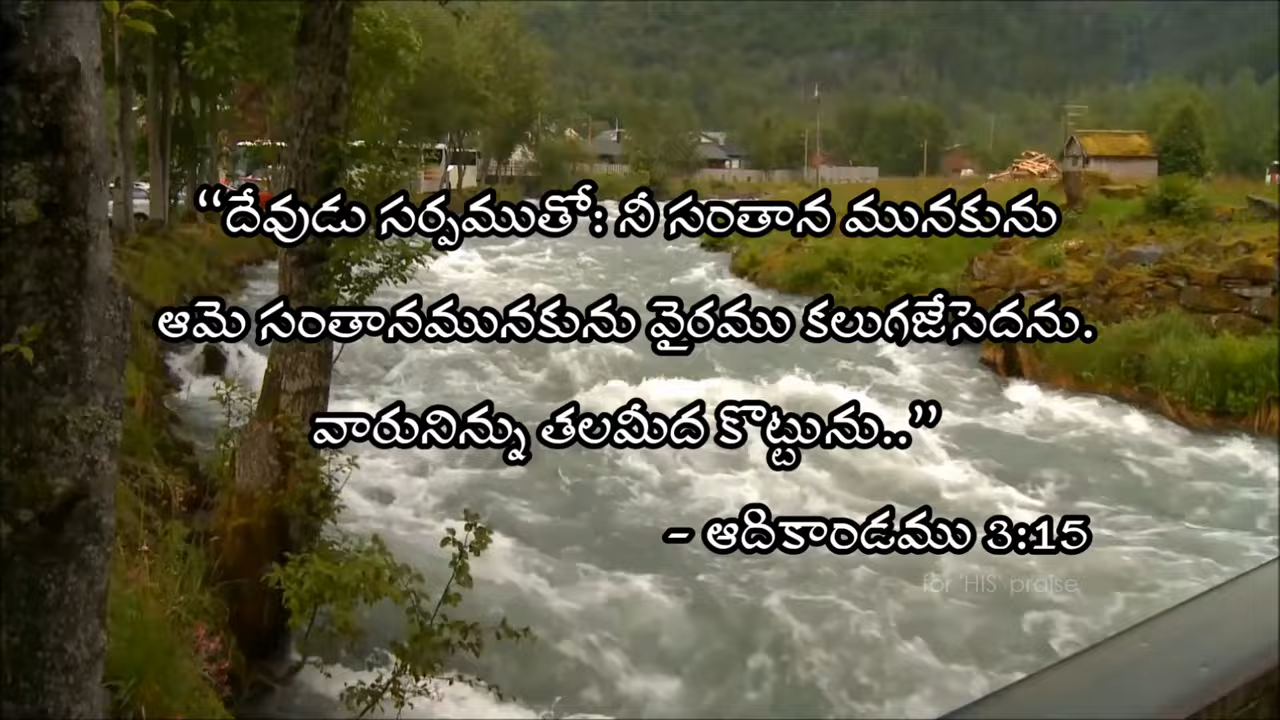 “దేవుడు సర్పముతో: నీ సంతాన మునకును
ఆమె సంతానమునకును వైరము కలుగజేసెదను.
వారునిన్ను తలమీద కొట్టును..”
- ఆదికాండము 3:15
for 'HIS' praise